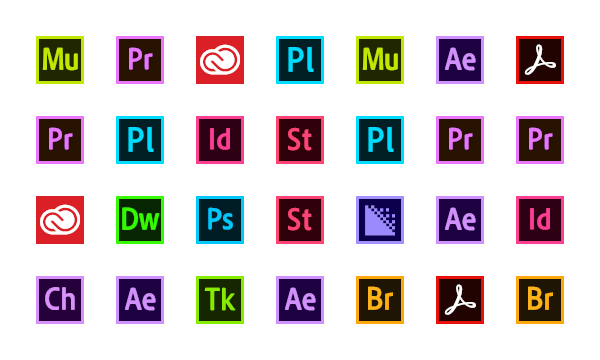 Mu Pr Pl Mu Ae
Pr Pl Id St Pl Pr Pr
Dw Ps St Ae Id
Ch Ae Tk Ae Br Br